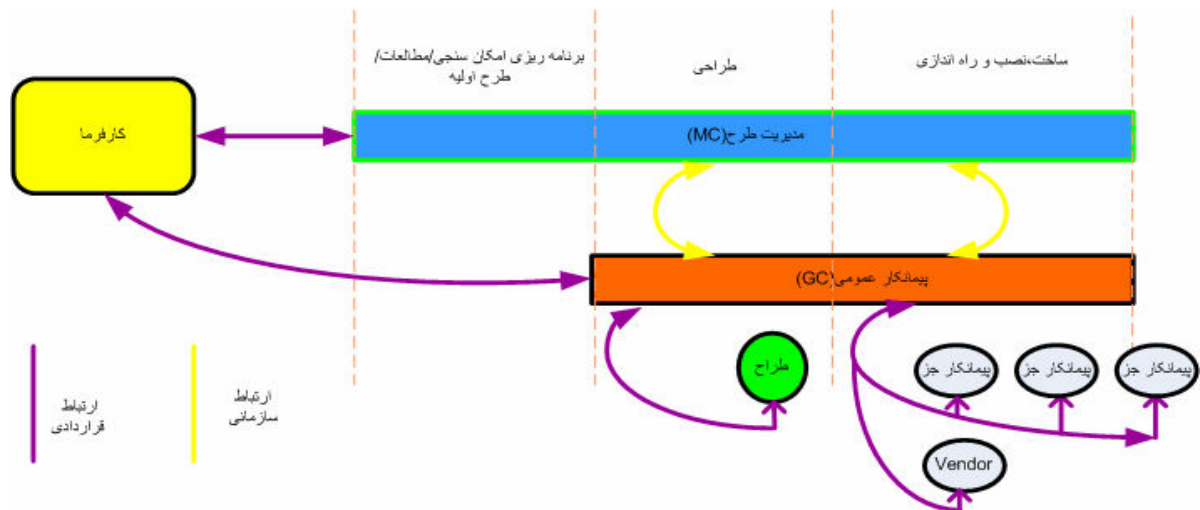 ساخت،نصب و راه اندازی
طراحی
برنامه ریزی امکان سنجی/مطالعات/
طرح اولیه
کارفرما
مدیریت طرح(MC)
پیمانکار عمومی(GC)
طراح
پیمانکار جز
پیمانکار جز
پیمانکار جز
Vendor
ارتباط
سازمانی
ارتباط
قراردادی